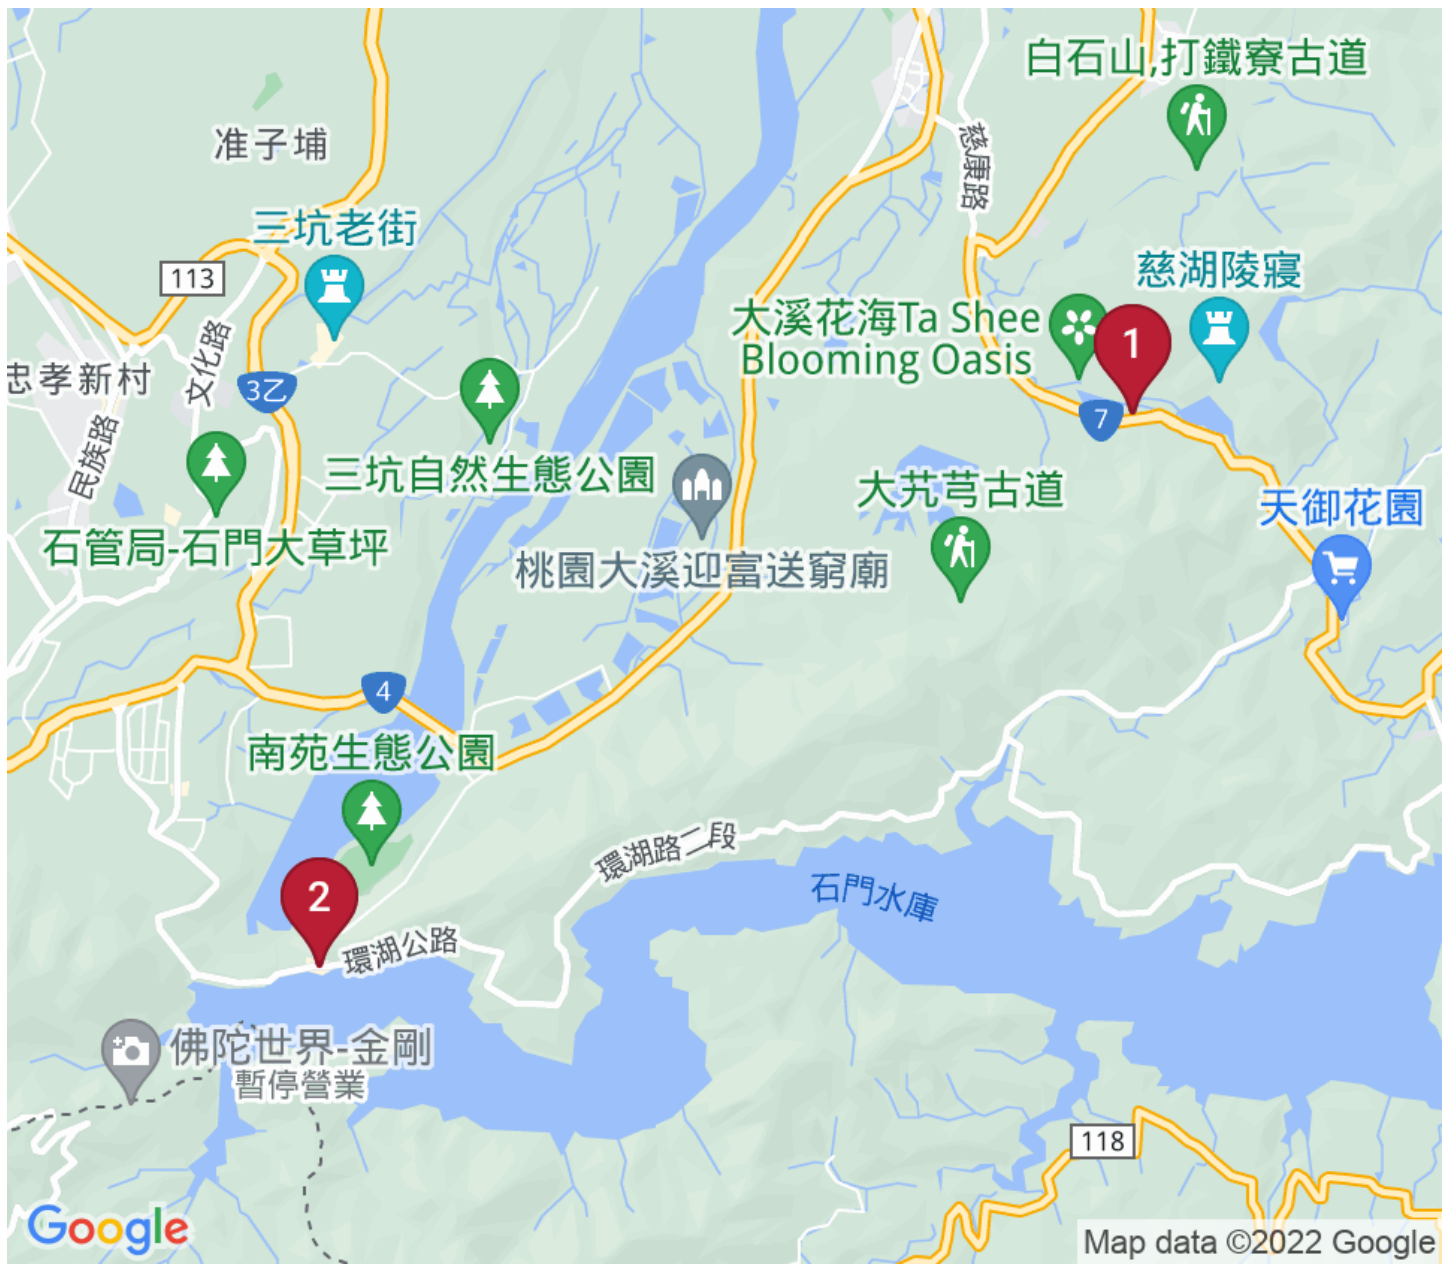 白石山,打鐵寮古道
准子埔
慈康路
三坑老街
113
慈湖陵寢
大溪花海Ta Shee
Blooming Oasis
1
文化路
忠孝新村
3乙
7
民族路
三坑自然生態公園
大艽芎古道
天御花園
石管局-石門大草坪
桃園大溪迎富送窮廟
4
南苑生態公園
環湖路二段
2
石門水庫
環湖公路
佛陀世界-金剛
暫停營業
118
Google
Map data ©2022 Google